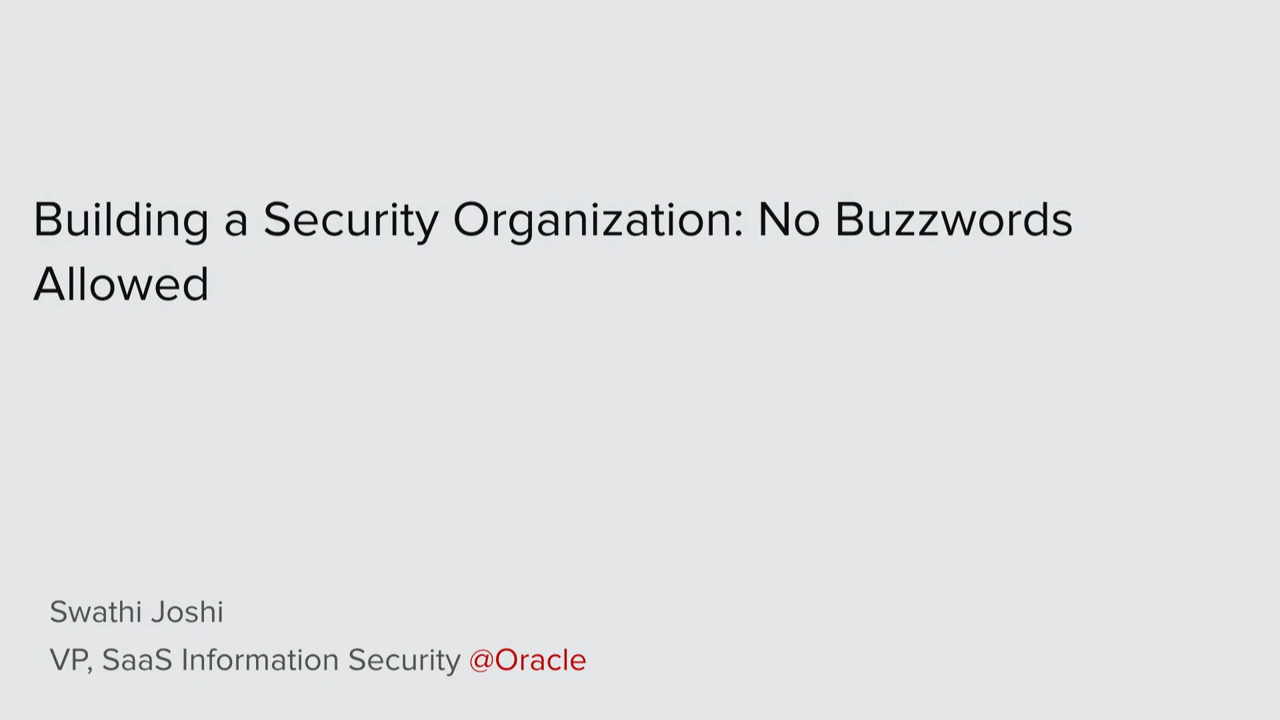 Building a Security Organization: No Buzzwords
Allowed
Swathi Joshi
VP, SaaS Information Security @Oracle